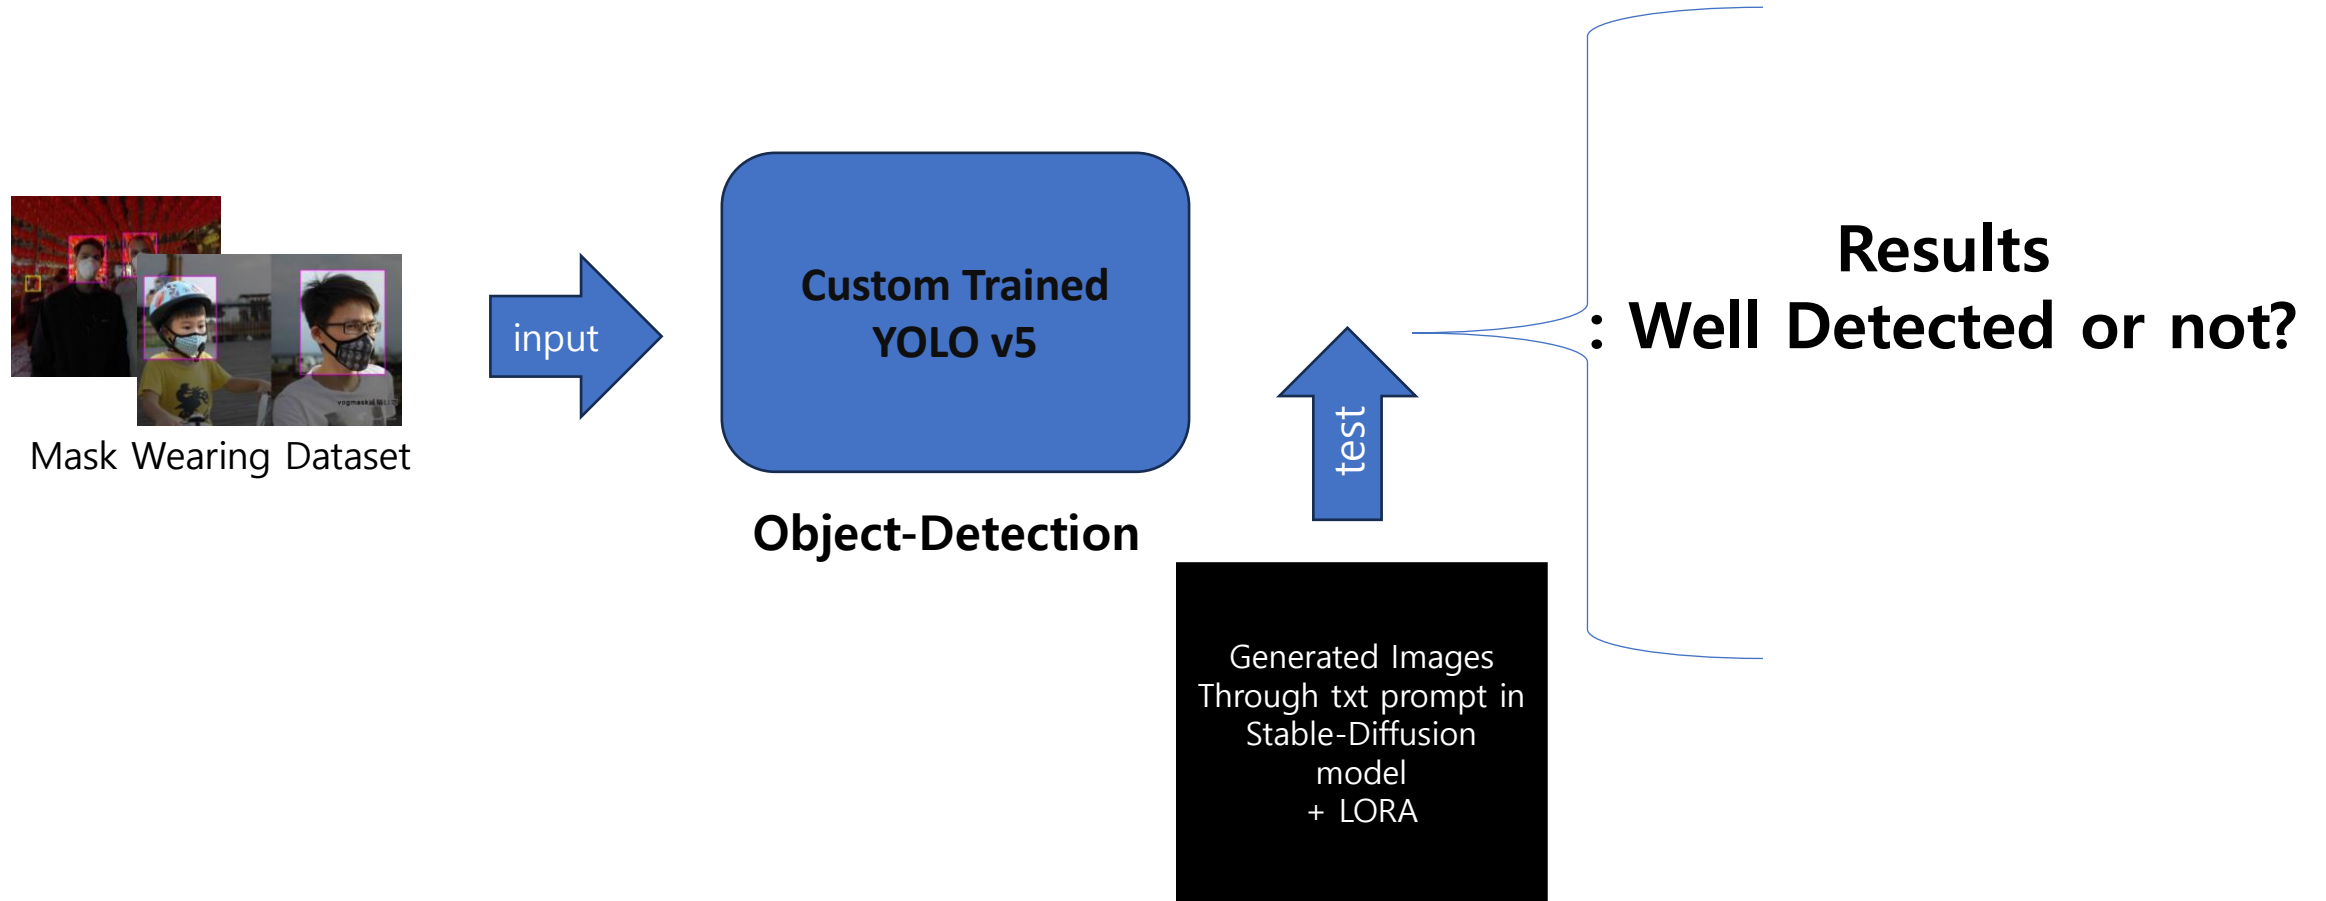 Mask Wearing Dataset
input
Custom Trained
YOLO v5
Object-Detection
test
Generated Images
Through txt prompt in
Stable-Diffusion
model
+ LORA
Results
: Well Detected or not?